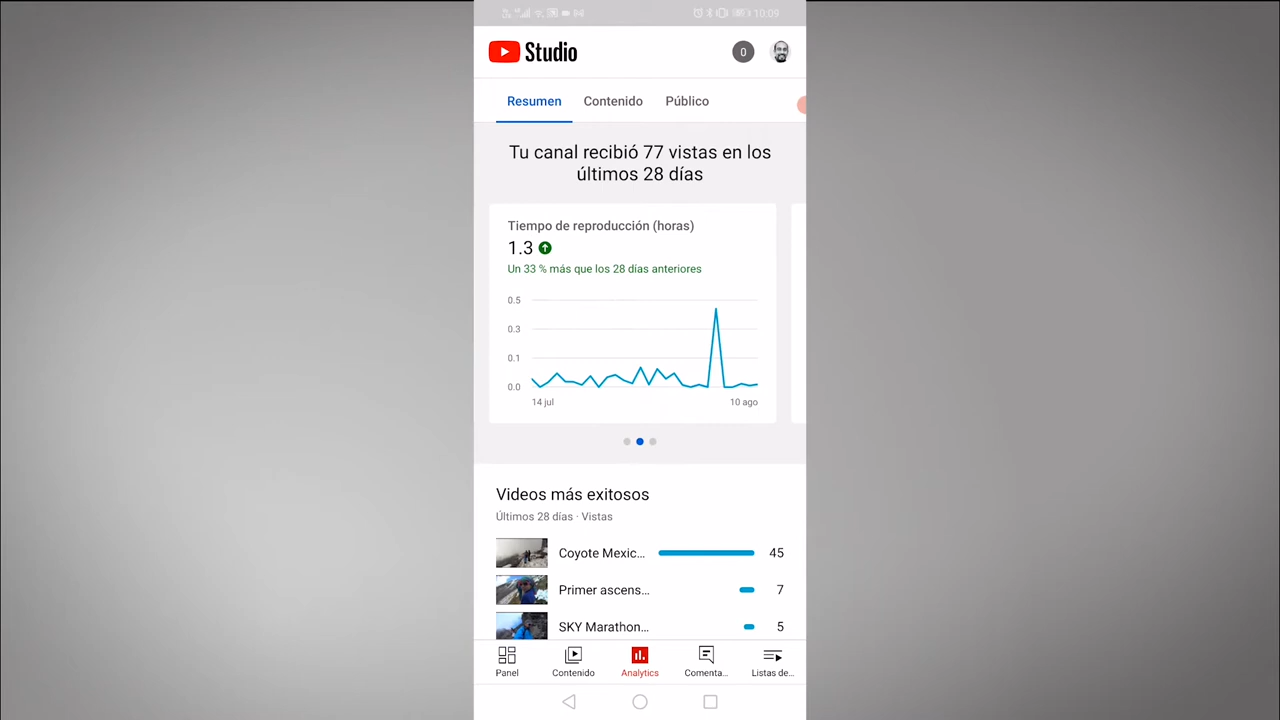 10:09
Studio
0
Resumen Contenido Público
Tu canal recibió 77 vistas en los
últimos 28 días
Tiempo de reproducción (horas)
1.3
Un 33 % más que los 28 días anteriores
0.5
0.3
0.1
0.0
14 jul 10 ago
Videos más exitosos
Últimos 28 días · Vistas
Coyote Mexic... 45
Primer ascens... 7
SKY Marathon... 5
Panel Contenido Analytics Comenta... Listas de...